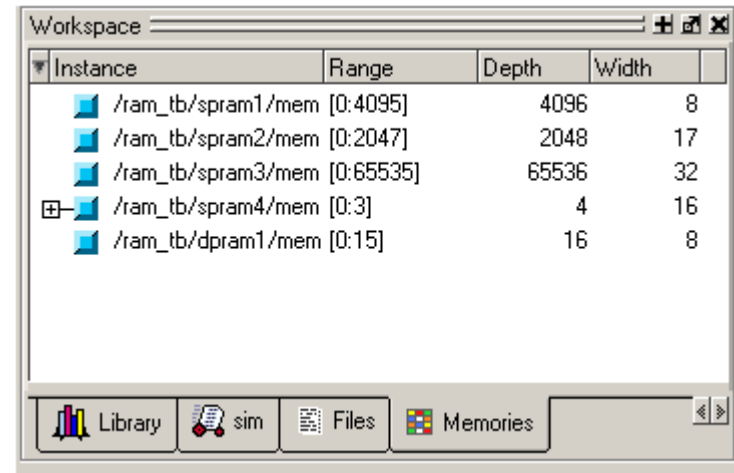 Workspace
Instance Range Depth Width
/ram_tb/spram1/mem [0:4095] 4096 8
/ram_tb/spram2/mem [0:2047] 2048 17
/ram_tb/spram3/mem [0:65535] 65536 32
/ram_tb/spram4/mem [0:3] 4 16
/ram_tb/dpram1/mem [0:15] 16 8
Library sim Files Memories